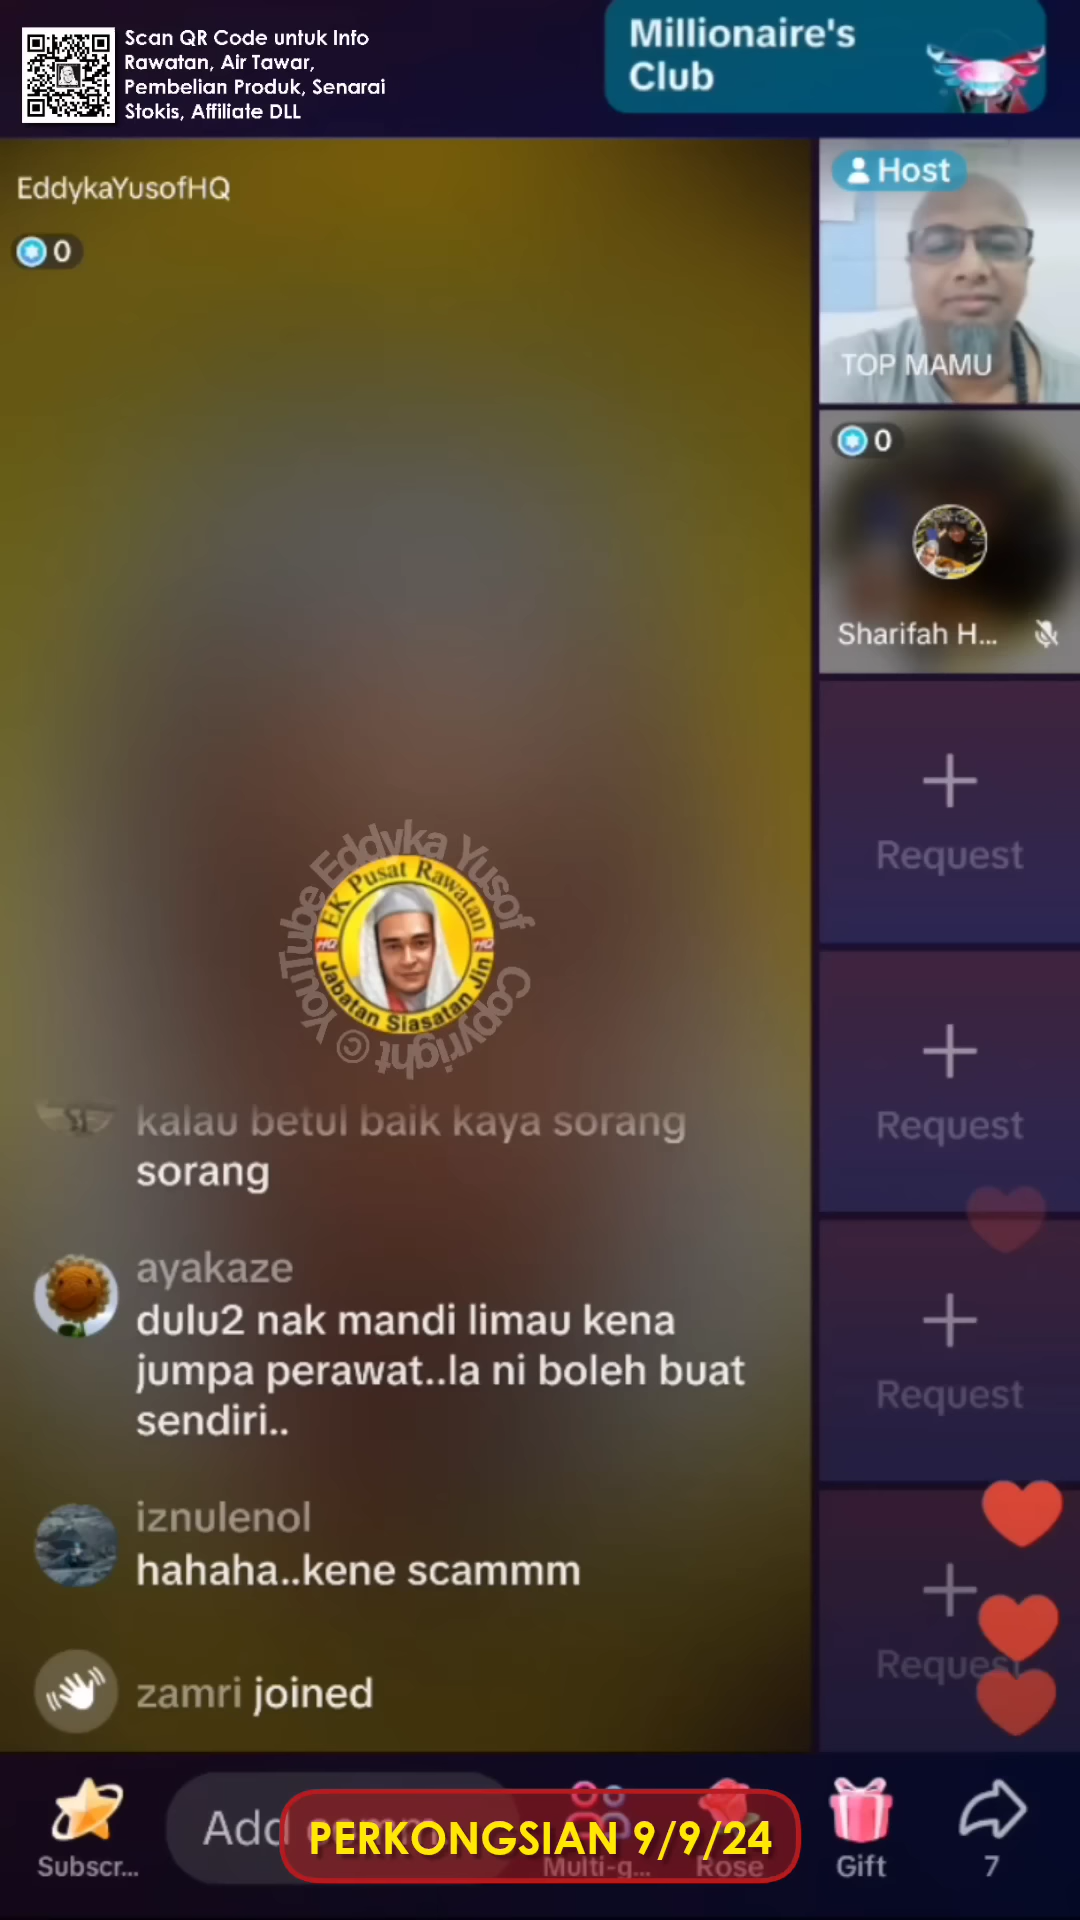 Scan QR Code untuk Info
Rawatan, Air Tawar,
Pembelian Produk, Senarai
Stokis, Affiliate DLL
Millionaire's
Club
EddykaYusofHQ
0
Host
TOP MAMU
0
Sharifah H...
Request
Request
Request
Request
YouTube Eddyka Yusof
Copyright ©
EK Pusat Rawatan
HQ HQ
Jabatan Siasatan Jin
kalau betul baik kaya sorang
sorang
ayakaze
dulu2 nak mandi limau kena
jumpa perawat..la ni boleh buat
sendiri..
iznulenol
hahaha..kene scammm
zamri joined
Subscr...
Add comm
Multi-g...
Rose
Gift
7
PERKONGSIAN 9/9/24